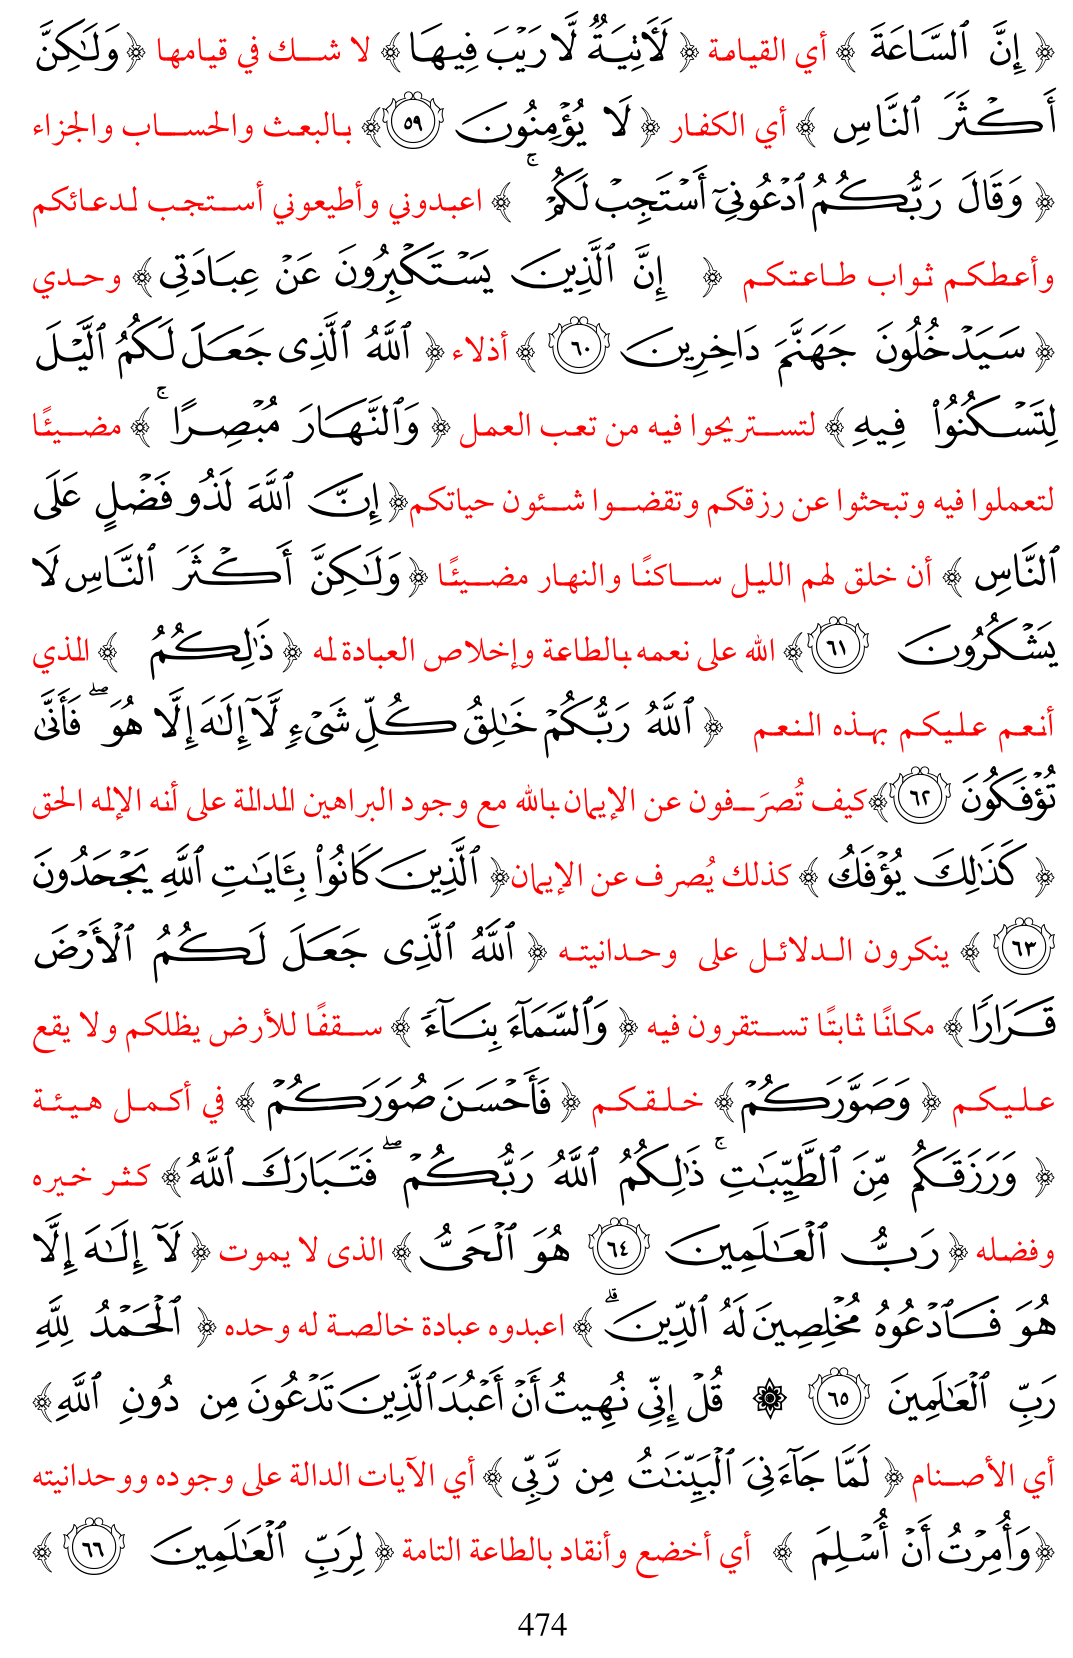 ﴿ إِنَّ ٱلسَّاعَةَ ﴾ أي القيامة ﴿ لَأٓتِيَةٌ لَّا رَيۡبَ فِيهَا ﴾ لا شك في قيامها ﴿ وَلَٰكِنَّ
أَكۡثَرَ ٱلنَّاسِ ﴾ أي الكفار ﴿ لَا يُؤۡمِنُونَ ٥٩ ﴾ بالبعث والحساب والجزاء
﴿ وَقَالَ رَبُّكُمُ ٱدۡعُونِيٓ أَسۡتَجِبۡ لَكُمۡۚ ﴾ اعبدوني وأطيعوني أستجب لدعائكم
وأعطكم ثواب طاعتكم ﴿ إِنَّ ٱلَّذِينَ يَسۡتَكۡبِرُونَ عَنۡ عِبَادَتِي ﴾ وحدي
﴿ سَيَدۡخُلُونَ جَهَنَّمَ دَاخِرِينَ ٦٠ ﴾ أذلاء ﴿ ٱللَّهُ ٱلَّذِي جَعَلَ لَكُمُ ٱلَّيۡلَ
لِتَسۡكُنُواْ فِيهِ ﴾ لتستريحوا فيه من تعب العمل ﴿ وَٱلنَّهَارَ مُبۡصِرًاۚ ﴾ مضيئًا
لتعملوا فيه وتبحثوا عن رزقكم وتقضوا شئون حياتكم ﴿ إِنَّ ٱللَّهَ لَذُو فَضۡلٍ عَلَى
ٱلنَّاسِ ﴾ أن خلق لهم الليل ساكنًا والنهار مضيئًا ﴿ وَلَٰكِنَّ أَكۡثَرَ ٱلنَّاسِ لَا
يَشۡكُرُونَ ٦١ ﴾ الله على نعمه بالطاعة وإخلاص العبادة له ﴿ ذَٰلِكُمُ ﴾ الذي
أنعم عليكم بهذه النعم ﴿ ٱللَّهُ رَبُّكُمۡ خَٰلِقُ كُلِّ شَيۡءٍ لَّآ إِلَٰهَ إِلَّا هُوَۖ فَأَنَّىٰ
تُؤۡفَكُونَ ٦٢ ﴾ كيف تُصرَفون عن الإيمان بالله مع وجود البراهين الدالة على أنه الإله الحق
﴿ كَذَٰلِكَ يُؤۡفَكُ ﴾ كذلك يُصرف عن الإيمان ﴿ ٱلَّذِينَ كَانُواْ بِـَٔايَٰتِ ٱللَّهِ يَجۡحَدُونَ
٦٣ ﴾ ينكرون الدلائل على وحدانيته ﴿ ٱللَّهُ ٱلَّذِي جَعَلَ لَكُمُ ٱلۡأَرۡضَ
قَرَارًا ﴾ مكانًا ثابتًا تستقرون فيه ﴿ وَٱلسَّمَآءَ بِنَآءً ﴾ سقفًا للأرض يظلكم ولا يقع
عليكم ﴿ وَصَوَّرَكُمۡ ﴾ خلقكم ﴿ فَأَحۡسَنَ صُوَرَكُمۡ ﴾ في أكمل هيئة
﴿ وَرَزَقَكُم مِّنَ ٱلطَّيِّبَٰتِۚ ذَٰلِكُمُ ٱللَّهُ رَبُّكُمۡۖ فَتَبَارَكَ ٱللَّهُ ﴾ كثر خيره
وفضله ﴿ رَبُّ ٱلۡعَٰلَمِينَ ٦٤ هُوَ ٱلۡحَيُّ ﴾ الذى لا يموت ﴿ لَآ إِلَٰهَ إِلَّا
هُوَ فَٱدۡعُوهُ مُخۡلِصِينَ لَهُ ٱلدِّينَۗ ﴾ اعبدوه عبادة خالصة له وحده ﴿ ٱلۡحَمۡدُ لِلَّهِ
رَبِّ ٱلۡعَٰلَمِينَ ٦٥ ۞ قُلۡ إِنِّي نُهِيتُ أَنۡ أَعۡبُدَ ٱلَّذِينَ تَدۡعُونَ مِن دُونِ ٱللَّهِ ﴾
أي الأصنام ﴿ لَمَّا جَآءَنِيَ ٱلۡبَيِّنَٰتُ مِن رَّبِّي ﴾ أي الآيات الدالة على وجوده ووحدانيته
﴿ وَأُمِرۡتُ أَنۡ أُسۡلِمَ ﴾ أي أخضع وأنقاد بالطاعة التامة ﴿ لِرَبِّ ٱلۡعَٰلَمِينَ ٦٦ ﴾
474